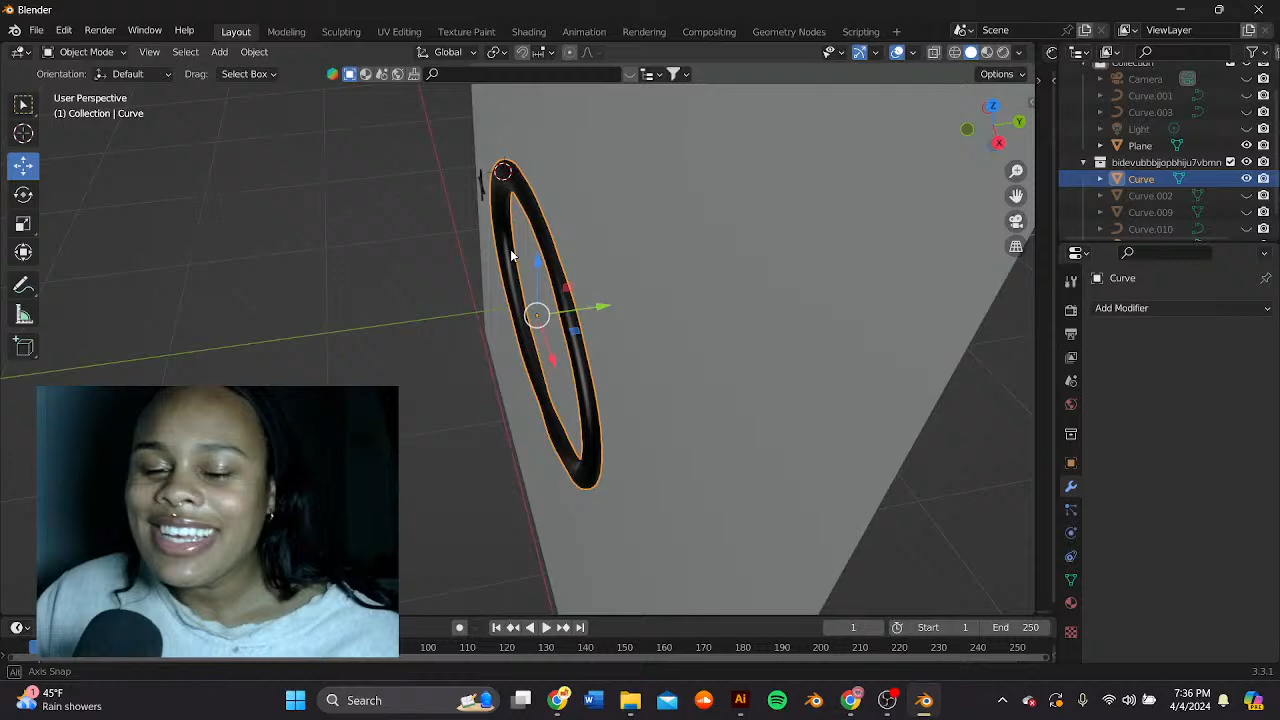 Blender
File Edit Render Window Help Layout Modeling Sculpting UV Editing Texture Paint Shading Animation Rendering Compositing Geometry Nodes Scripting Scene ViewLayer
Object Mode View Select Add Object Global
Orientation: Default Drag: Select Box Options
User Perspective
(1) Collection | Curve
Z
Y
X
Collection
Camera
Curve.001
Curve.003
Light
Plane
bidevubbbjjopbhiju7vbmnn
Curve
Curve.002
Curve.009
Curve.010
Curve
Add Modifier
1 Start 1 End 250
100 110 120 130 140 150 160 170 180 190 200 210 220 230 240 250
Alt Axis Snap 3.3.1
1
45°F
Rain showers
Search
W
Ai
7:36 PM
4/4/2024